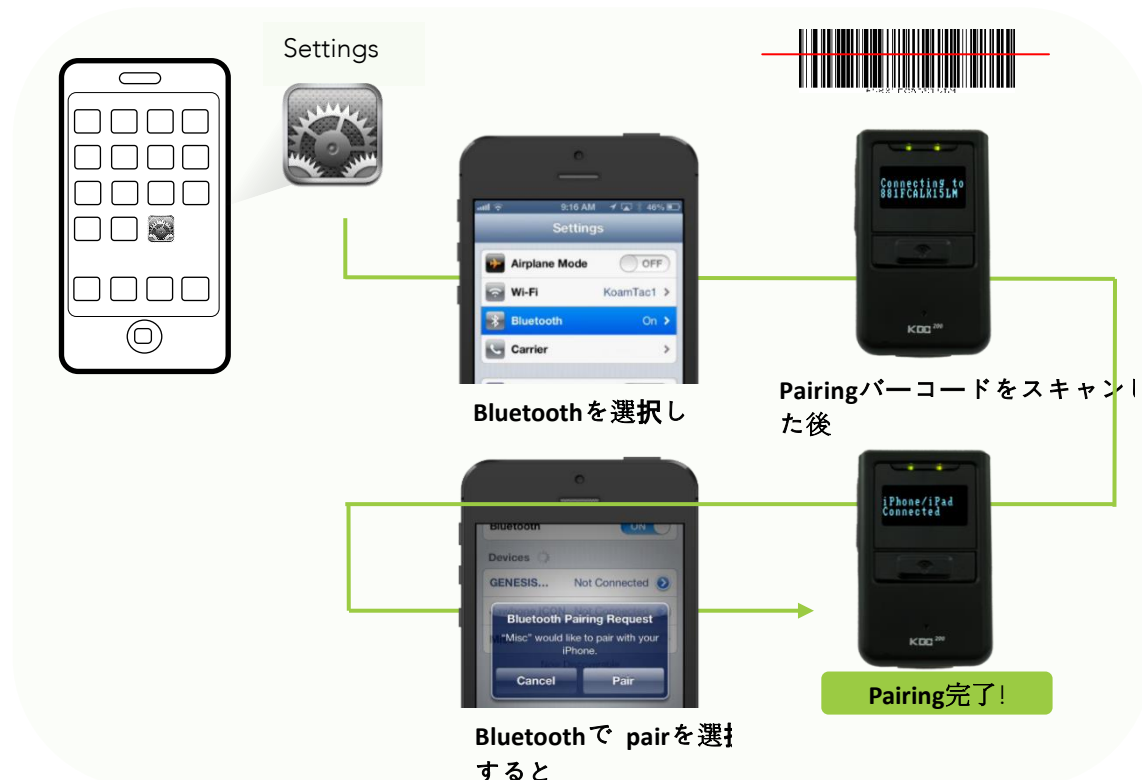 Settings
9:16 AM
46%
Settings
Airplane Mode OFF
Wi-Fi KoamTac1
Bluetooth On
Carrier
Bluetoothを選択し
Connecting to
881FCALK15LM
KDC 200
Pairingバーコードをスキャンし
た後
Bluetooth ON
Devices
GENESIS... Not Connected
Bluetooth Pairing Request
"Misc" would like to pair with your
iPhone.
Cancel Pair
Bluetoothで pairを選択
すると
iPhone/iPad
Connected
KDC 200
Pairing完了!